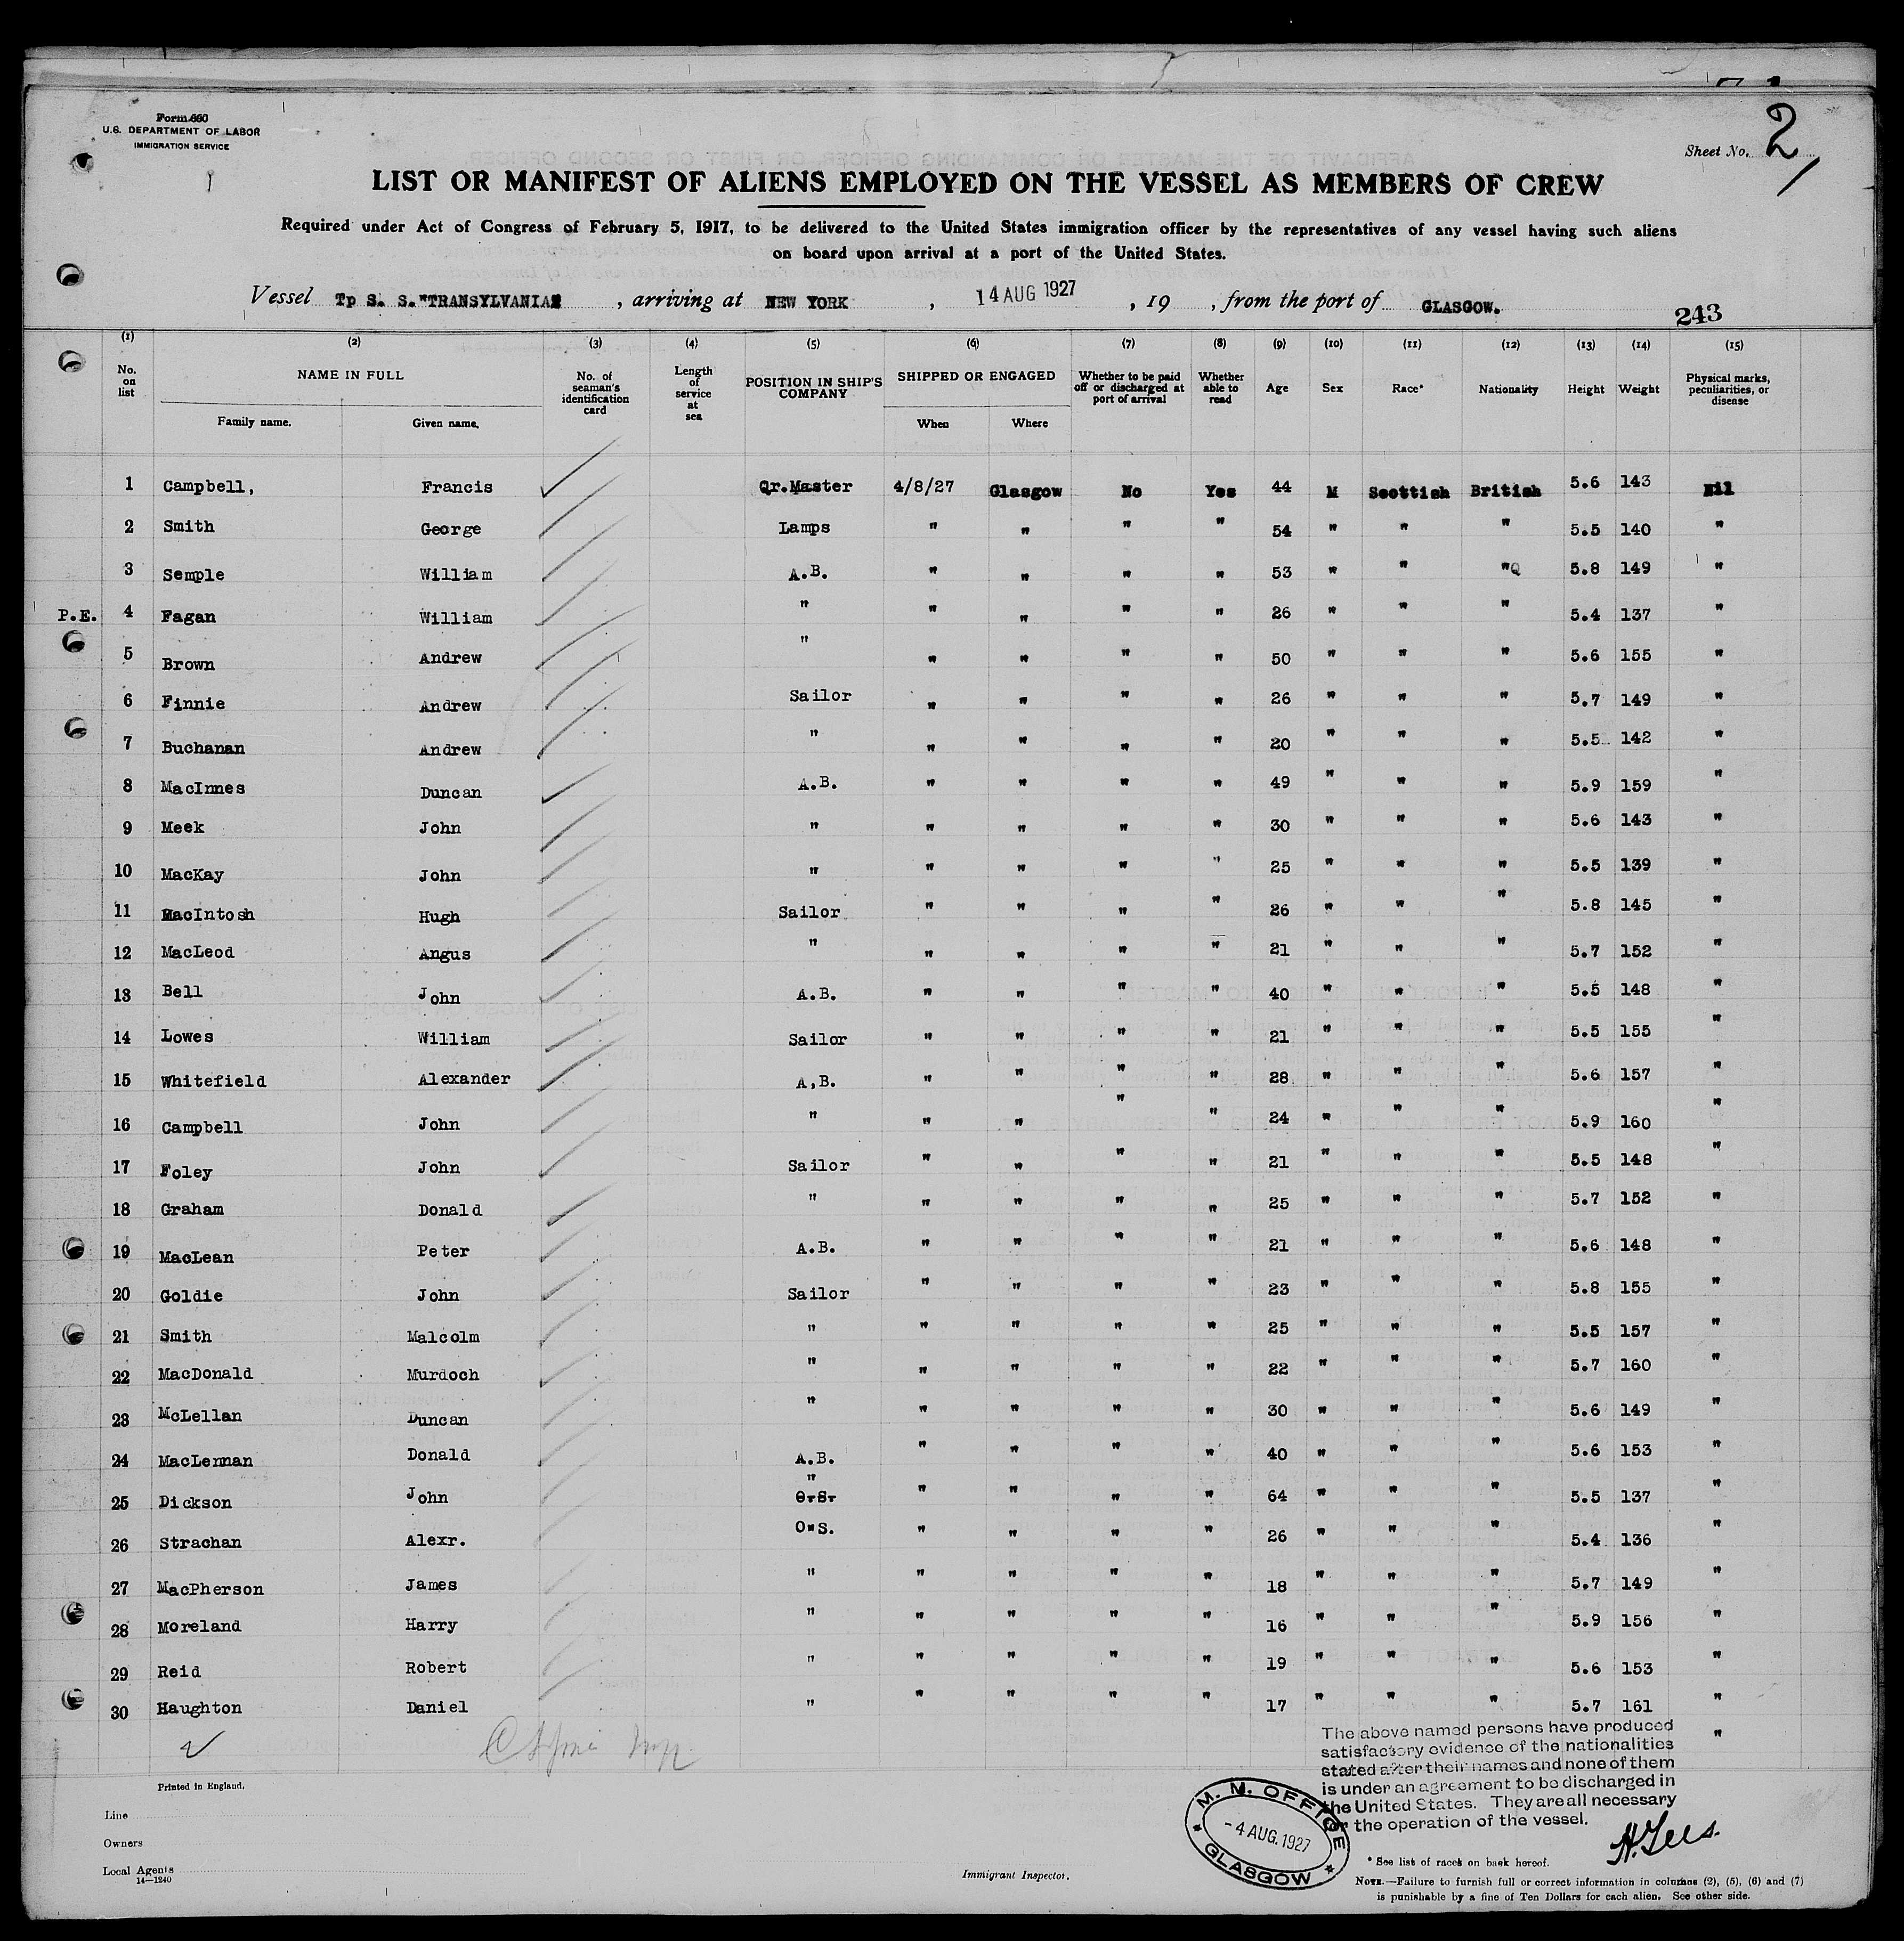 Form 660
U.S. DEPARTMENT OF LABOR
IMMIGRATION SERVICE
Sheet No. 2
LIST OR MANIFEST OF ALIENS EMPLOYED ON THE VESSEL AS MEMBERS OF CREW
Required under Act of Congress of February 5, 1917, to be delivered to the United States immigration officer by the representatives of any vessel having such aliens
on board upon arrival at a port of the United States.
Vessel Tp S. S. "TRANSYLVANIA" , arriving at NEW YORK , 14 AUG 1927 , 19 , from the port of GLASGOW.
243
(1) (2) (3) (4) (5) (6) (7) (8) (9) (10) (11) (12) (13) (14) (15)
No. on list NAME IN FULL Family name. Given name. No. of seaman's identification card Length of service at sea POSITION IN SHIP'S COMPANY SHIPPED OR ENGAGED When Where Whether to be paid off or discharged at port of arrival Whether able to read Age Sex Race* Nationality Height Weight Physical marks, peculiarities, or disease
1 Campbell, Francis Qr.Master 4/8/27 Glasgow No Yes 44 M Scottish British 5.6 143 Nil
2 Smith George Lamps " " " " 54 " " " 5.5 140 "
3 Semple William A.B. " " " " 53 " " " 5.8 149 "
P.E. 4 Fagan William " " " " " 26 " " " 5.4 137 "
5 Brown Andrew " " " " " 50 " " " 5.6 155 "
6 Finnie Andrew Sailor " " " " 26 " " " 5.7 149 "
7 Buchanan Andrew " " " " " 20 " " " 5.5 142 "
8 MacInnes Duncan A.B. " " " " 49 " " " 5.9 159 "
9 Meek John " " " " " 30 " " " 5.6 143 "
10 MacKay John " " " " " 25 " " " 5.5 139 "
11 MacIntosh Hugh Sailor " " " " 26 " " " 5.8 145 "
12 MacLeod Angus " " " " " 21 " " " 5.7 152 "
13 Bell John A.B. " " " " 40 " " " 5.5 148 "
14 Lowes William Sailor " " " " 21 " " " 5.5 155 "
15 Whitefield Alexander A,B. " " " " 28 " " " 5.6 157 "
16 Campbell John " " " " " 24 " " " 5.9 160 "
17 Foley John Sailor " " " " 21 " " " 5.5 148 "
18 Graham Donald " " " " " 25 " " " 5.7 152 "
19 MacLean Peter A.B. " " " " 21 " " " 5.6 148 "
20 Goldie John Sailor " " " " 23 " " " 5.8 155 "
21 Smith Malcolm " " " " " 25 " " " 5.5 157 "
22 MacDonald Murdoch " " " " " 22 " " " 5.7 160 "
23 McLellan Duncan " " " " " 30 " " " 5.6 149 "
24 MacLennan Donald A.B. " " " " 40 " " " 5.6 153 "
25 Dickson John " O.S. " " " " 64 " " " 5.5 137 "
26 Strachan Alexr. O.S. " " " " 26 " " " 5.4 136 "
27 MacPherson James " " " " " 18 " " " 5.7 149 "
28 Moreland Harry " " " " " 16 " " " 5.9 156 "
29 Reid Robert " " " " " 19 " " " 5.6 153 "
30 Haughton Daniel " " " " " 17 " " " 5.7 161 "
"
The above named persons have produced
satisfactory evidence of the nationalities
stated after their names and none of them
is under an agreement to be discharged in
the United States. They are all necessary
for the operation of the vessel.
M. M. OFFICE
- 4 AUG. 1927
GLASGOW
Printed in England.
Line
Owners
Local Agents
14—1240
Immigrant Inspector.
* See list of races on back hereof.
NOTE.—Failure to furnish full or correct information in columns (2), (5), (6) and (7)
is punishable by a fine of Ten Dollars for each alien. See other side.